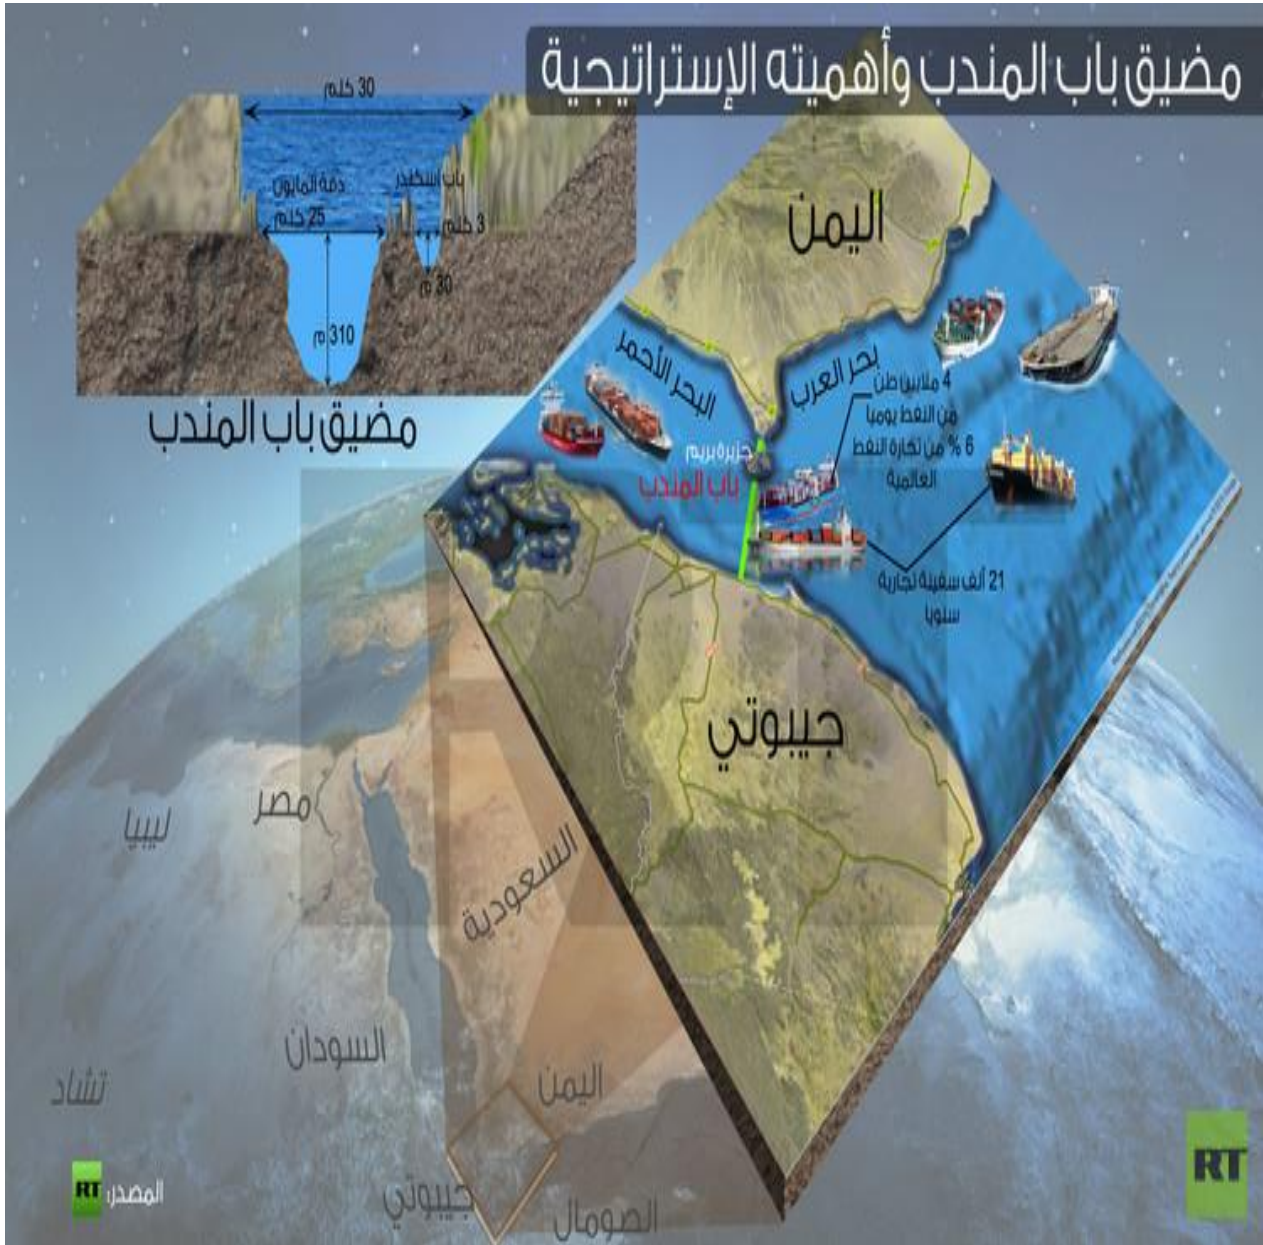 مضيق باب المندب وأهميته الإستراتيجية
30 كلم
دقة المايون
باب اسكندر
25 كلم
3 كلم
30 م
310 م
مضيق باب المندب
اليمن
البحر الأحمر
بحر العرب
4 ملايين طن
من النفط يوميا
6 % من تجارة النفط
العالمية
جزيرة بريم
باب المندب
21 ألف سفينة تجارية
سنويا
جيبوتي
ليبيا
مصر
السعودية
السودان
تشاد
اليمن
جيبوتي
الصومال
المصدر:
RT
RT